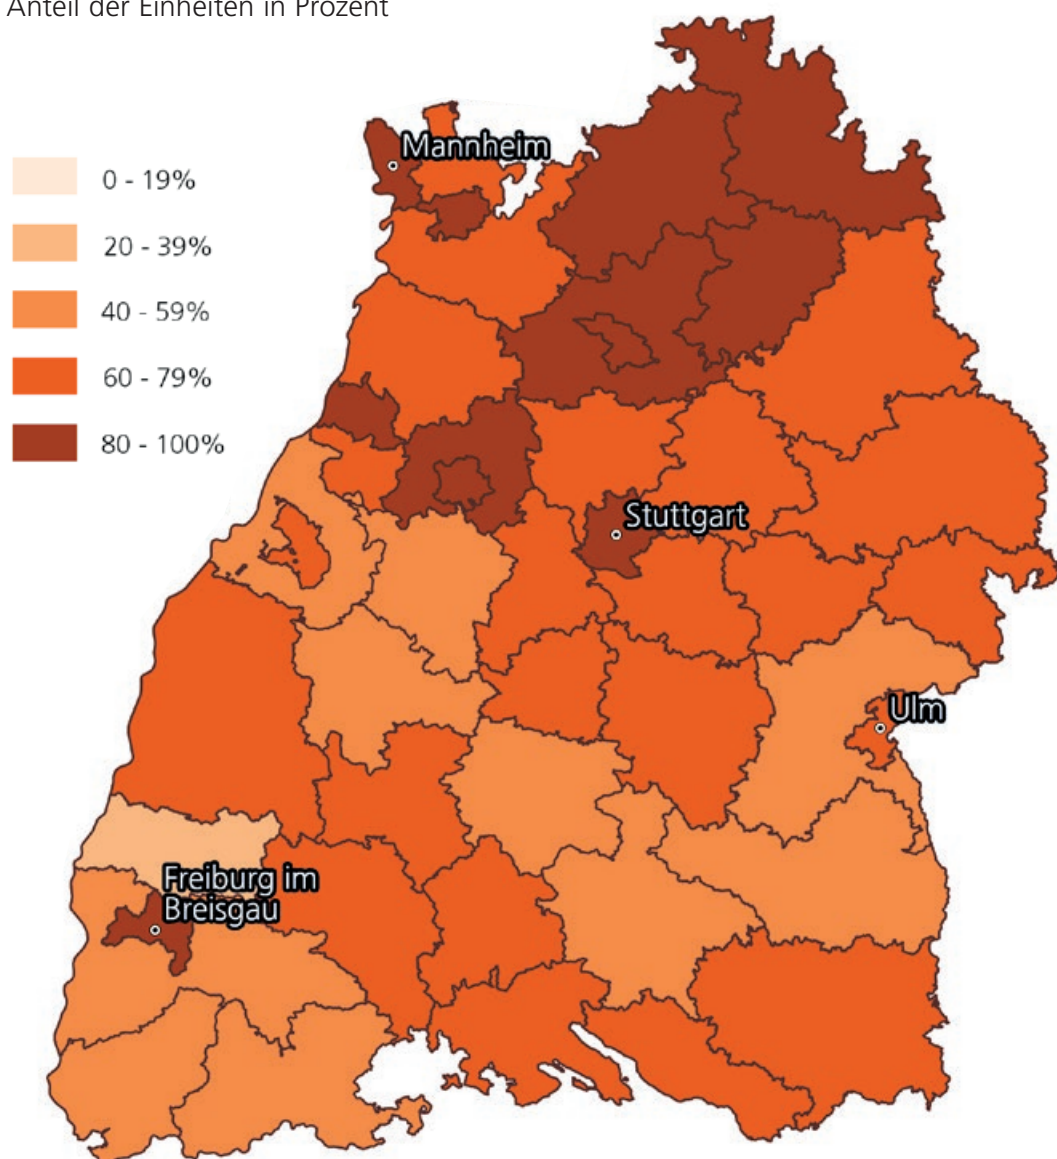 Anteil der Einheiten in Prozent
Mannheim
0 - 19%
20 - 39%
40 - 59%
60 - 79%
80 - 100%
Stuttgart
Ulm
Freiburg im
Breisgau